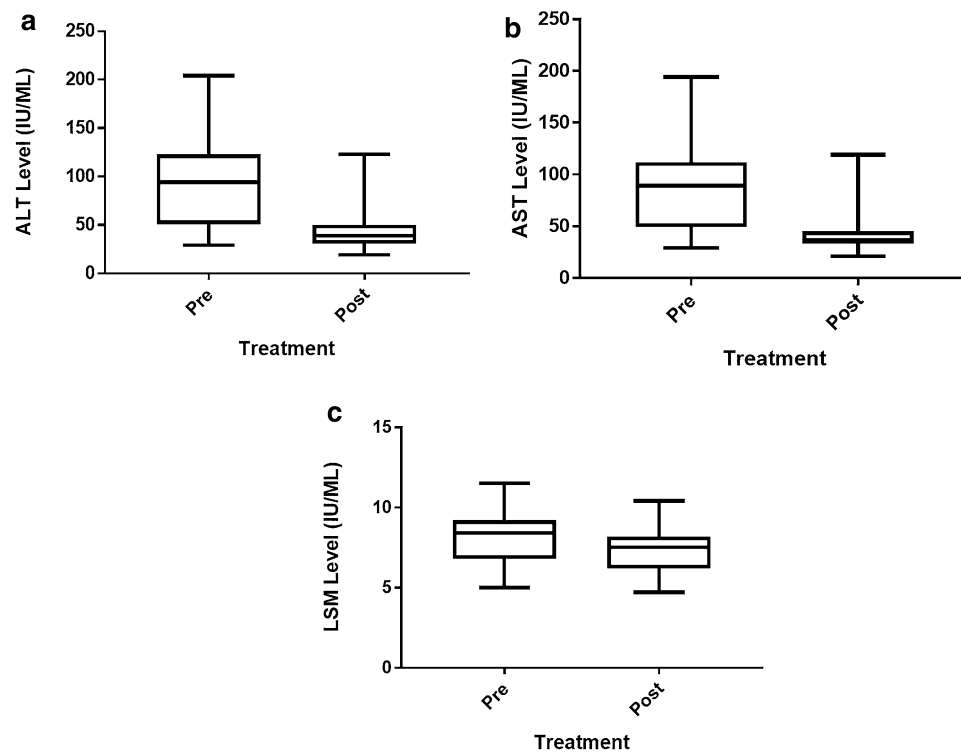 a
ALT Level (IU/ML)
250
200
150
100
50
0
Pre
Post
Treatment
b
AST Level (IU/ML)
250
200
150
100
50
0
Pre
Post
Treatment
c
LSM Level (IU/ML)
15
10
5
0
Pre
Post
Treatment